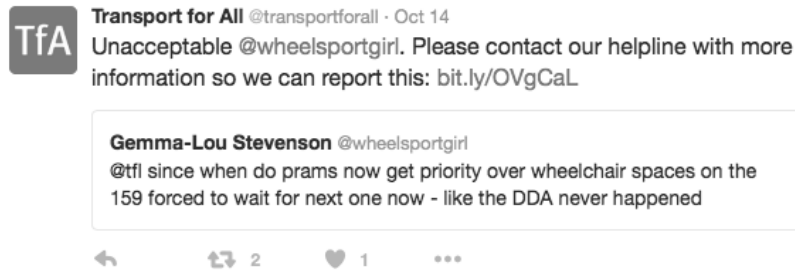 TfA
Transport for All @transportforall · Oct 14
Unacceptable @wheelsportgirl. Please contact our helpline with more
information so we can report this: bit.ly/OVgCaL
Gemma-Lou Stevenson @wheelsportgirl
@tfl since when do prams now get priority over wheelchair spaces on the
159 forced to wait for next one now - like the DDA never happened
2 1